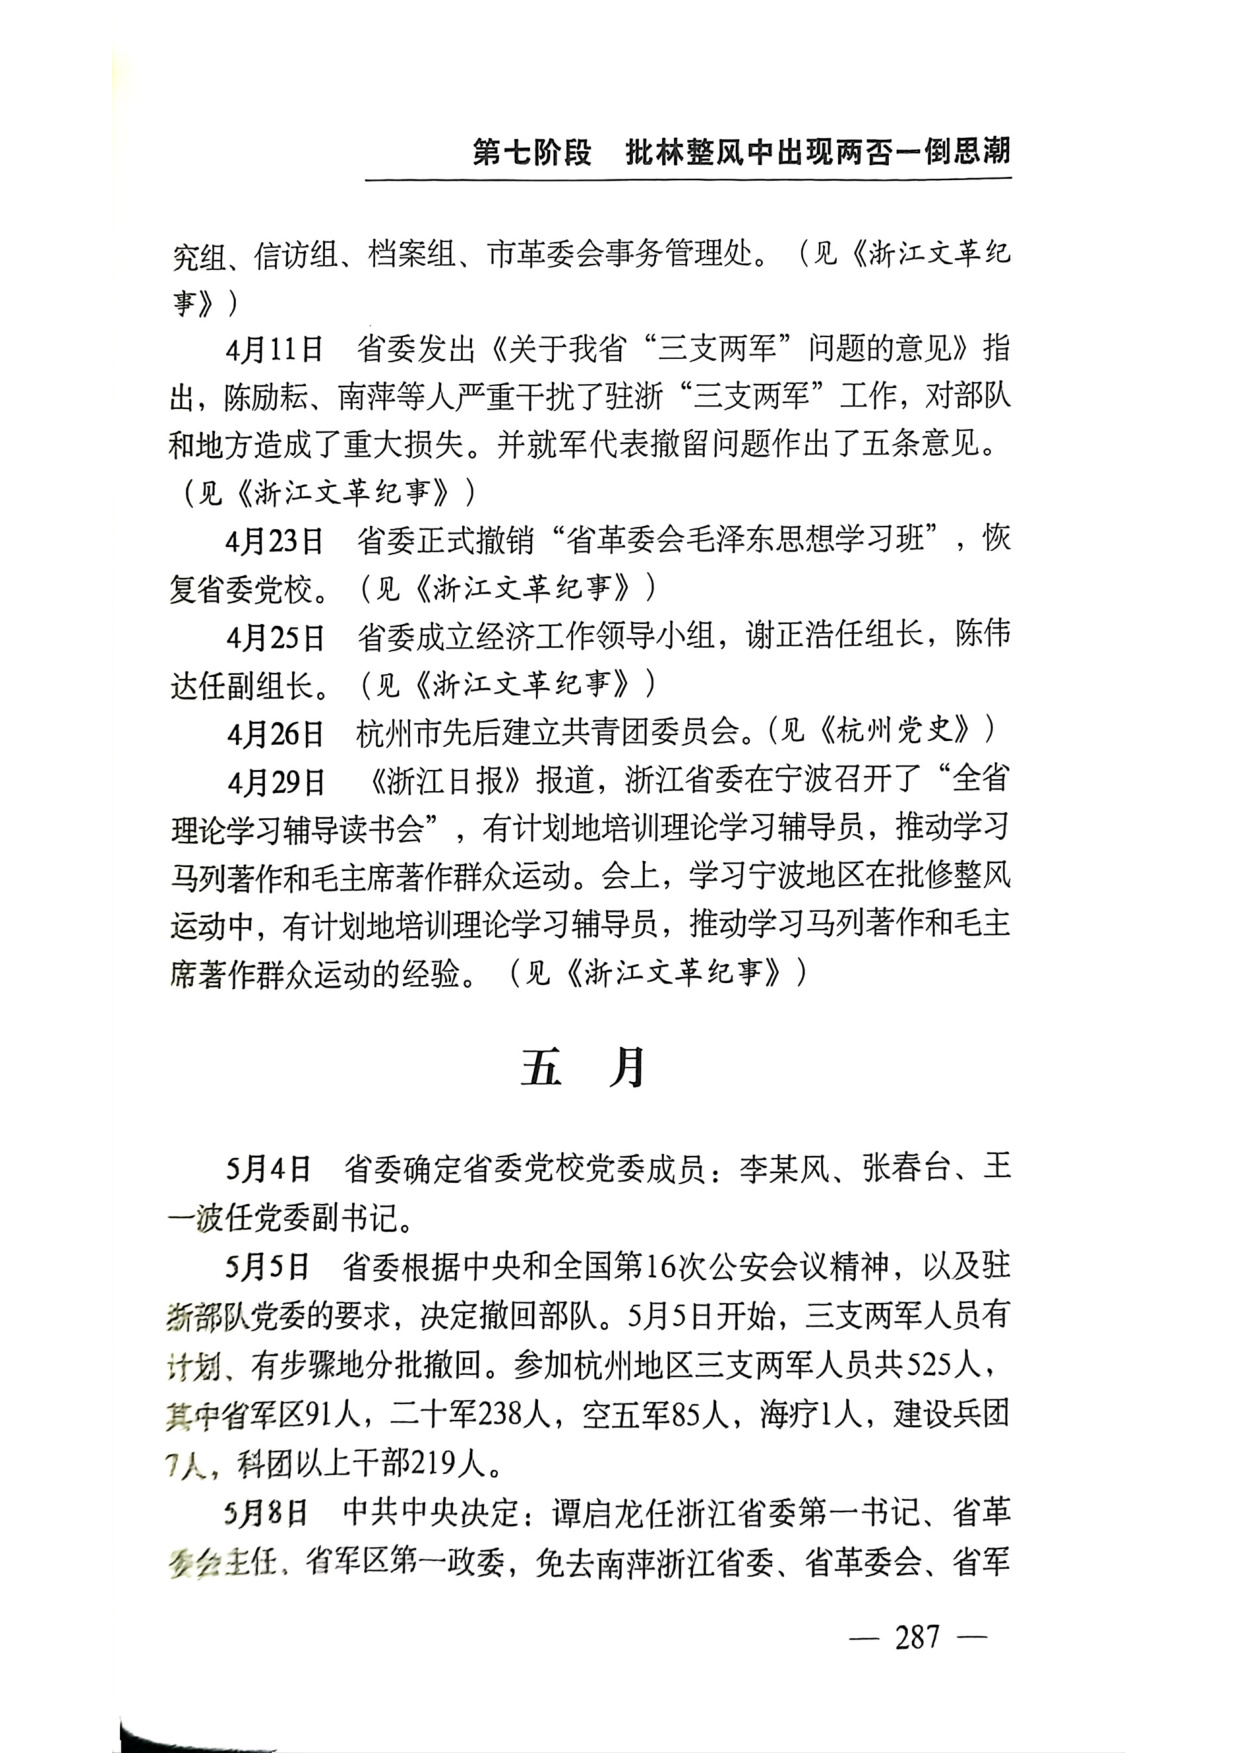 第七阶段　批林整风中出现两否一倒思潮
究组、信访组、档案组、市革委会事务管理处。（见《浙江文革纪
事》）
4月11日　省委发出《关于我省“三支两军”问题的意见》指
出，陈励耘、南萍等人严重干扰了驻浙“三支两军”工作，对部队
和地方造成了重大损失。并就军代表撤留问题作出了五条意见。
（见《浙江文革纪事》）
4月23日　省委正式撤销“省革委会毛泽东思想学习班”，恢
复省委党校。（见《浙江文革纪事》）
4月25日　省委成立经济工作领导小组，谢正浩任组长，陈伟
达任副组长。（见《浙江文革纪事》）
4月26日　杭州市先后建立共青团委员会。（见《杭州党史》）
4月29日　《浙江日报》报道，浙江省委在宁波召开了“全省
理论学习辅导读书会”，有计划地培训理论学习辅导员，推动学习
马列著作和毛主席著作群众运动。会上，学习宁波地区在批修整风
运动中，有计划地培训理论学习辅导员，推动学习马列著作和毛主
席著作群众运动的经验。（见《浙江文革纪事》）
五　月
5月4日　省委确定省委党校党委成员：李某风、张春台、王
一波任党委副书记。
5月5日　省委根据中央和全国第16次公安会议精神，以及驻
浙部队党委的要求，决定撤回部队。5月5日开始，三支两军人员有
计划、有步骤地分批撤回。参加杭州地区三支两军人员共525人，
其中省军区91人，二十军238人，空五军85人，海疗1人，建设兵团
7人，科团以上干部219人。
5月8日　中共中央决定：谭启龙任浙江省委第一书记、省革
委会主任、省军区第一政委，免去南萍浙江省委、省革委会、省军
— 287 —